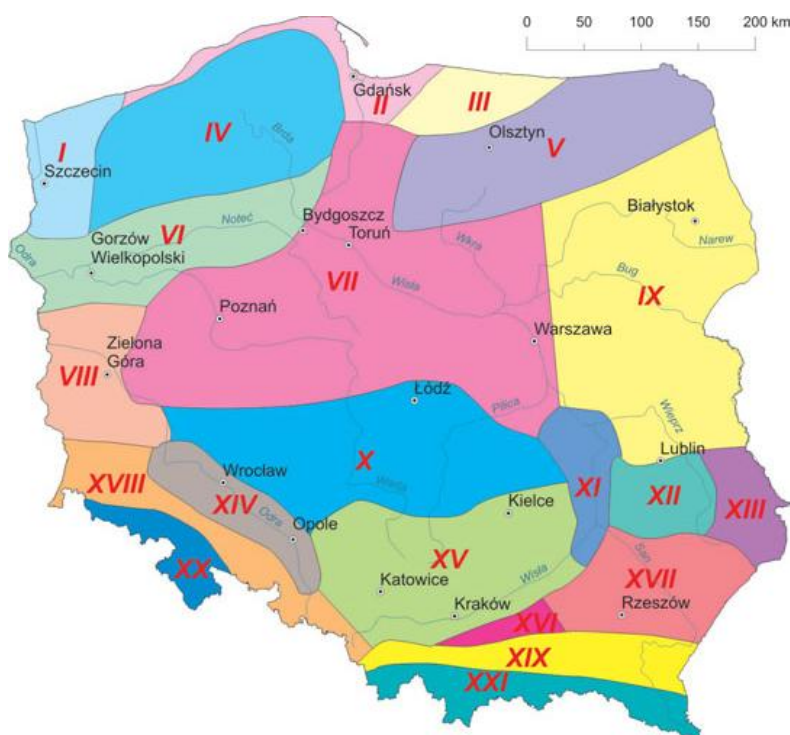 0 50 100 150 200 km
Gdańsk
II
III
Brda
IV
Olsztyn
V
I
Szczecin
Białystok
Narew
Bydgoszcz
Toruń
Noteć
VI
Wkra
Odra
Gorzów
Wielkopolski
VII
Wisła
Bug
IX
Poznań
Warszawa
Zielona
Góra
VIII
Łódź
Pilica
Wieprz
Lublin
X
Wrocław
Warta
XVIII
XIV
Odra
Opole
Kielce
XI
XII
XIII
XV
San
XX
Katowice
Wisła
XVII
Kraków
XVI
Rzeszów
XIX
XXI